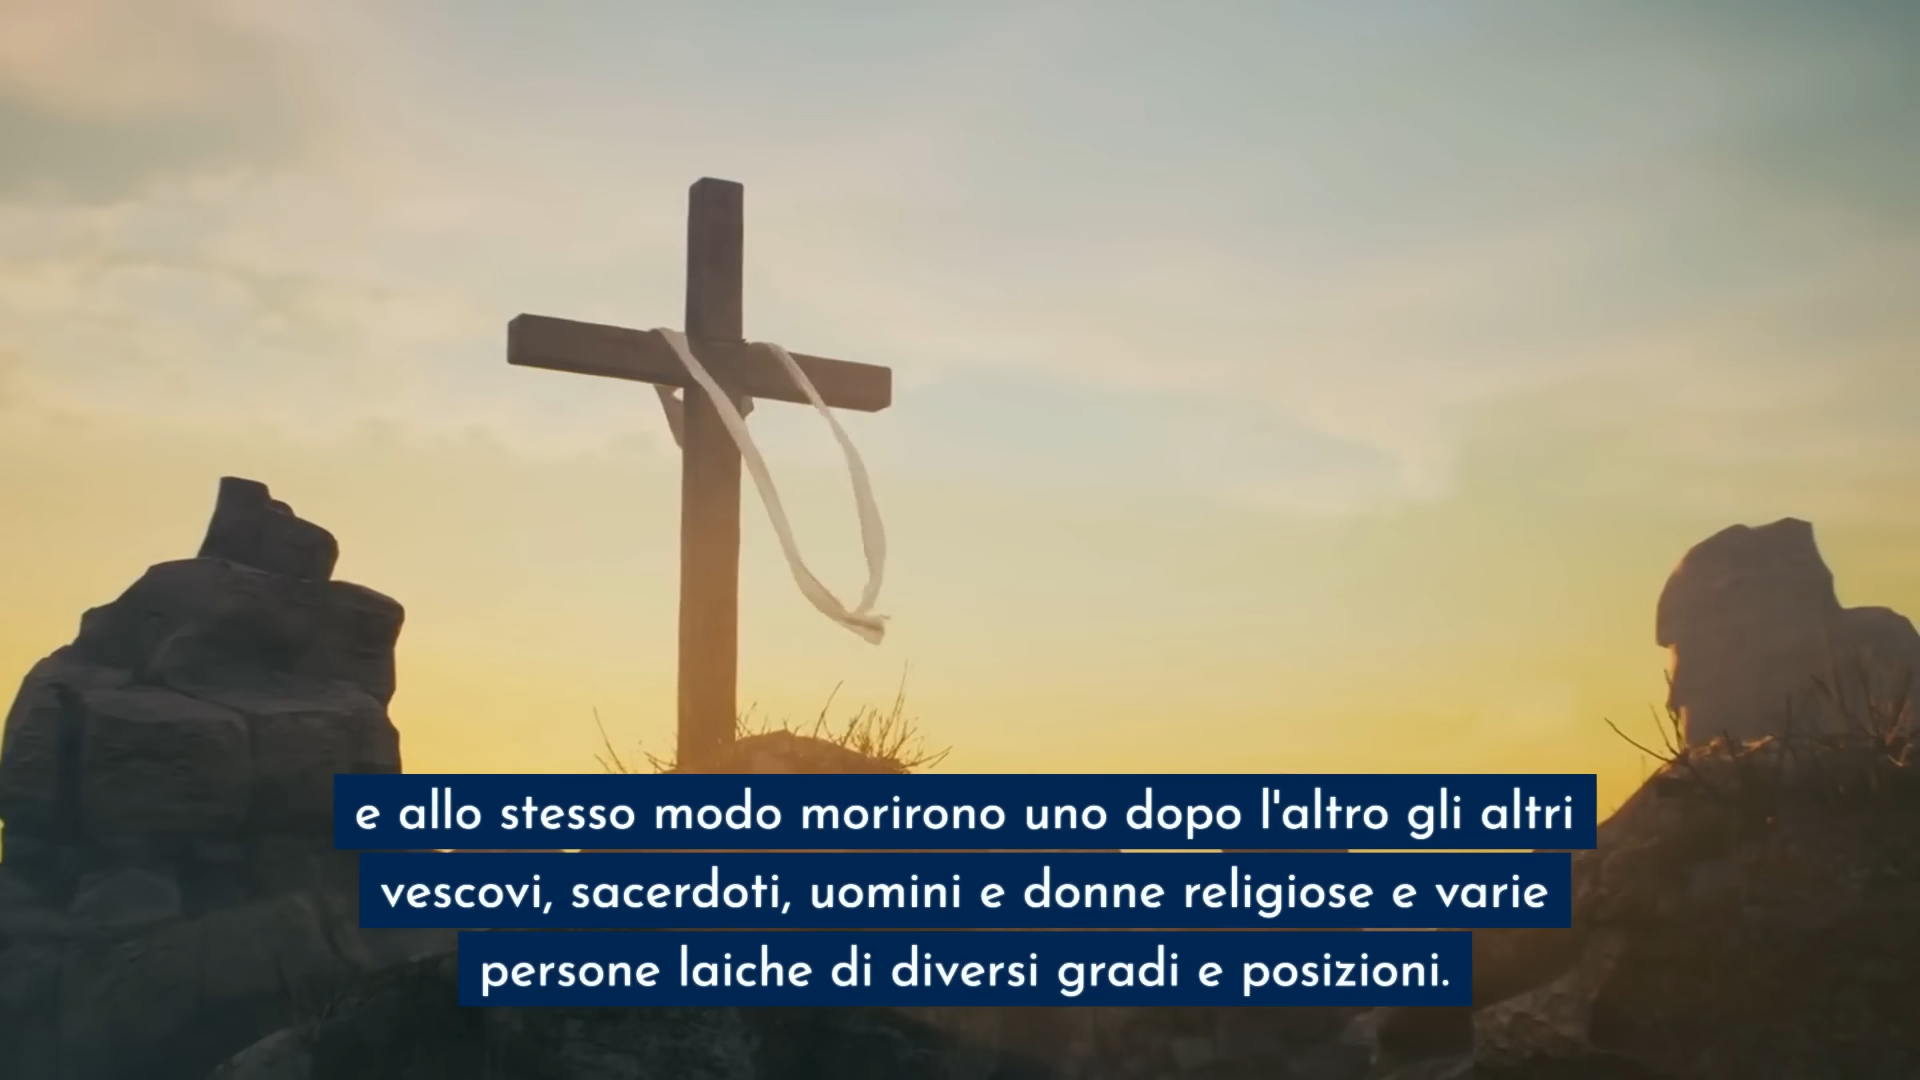 e allo stesso modo morirono uno dopo l'altro gli altri
vescovi, sacerdoti, uomini e donne religiose e varie
persone laiche di diversi gradi e posizioni.